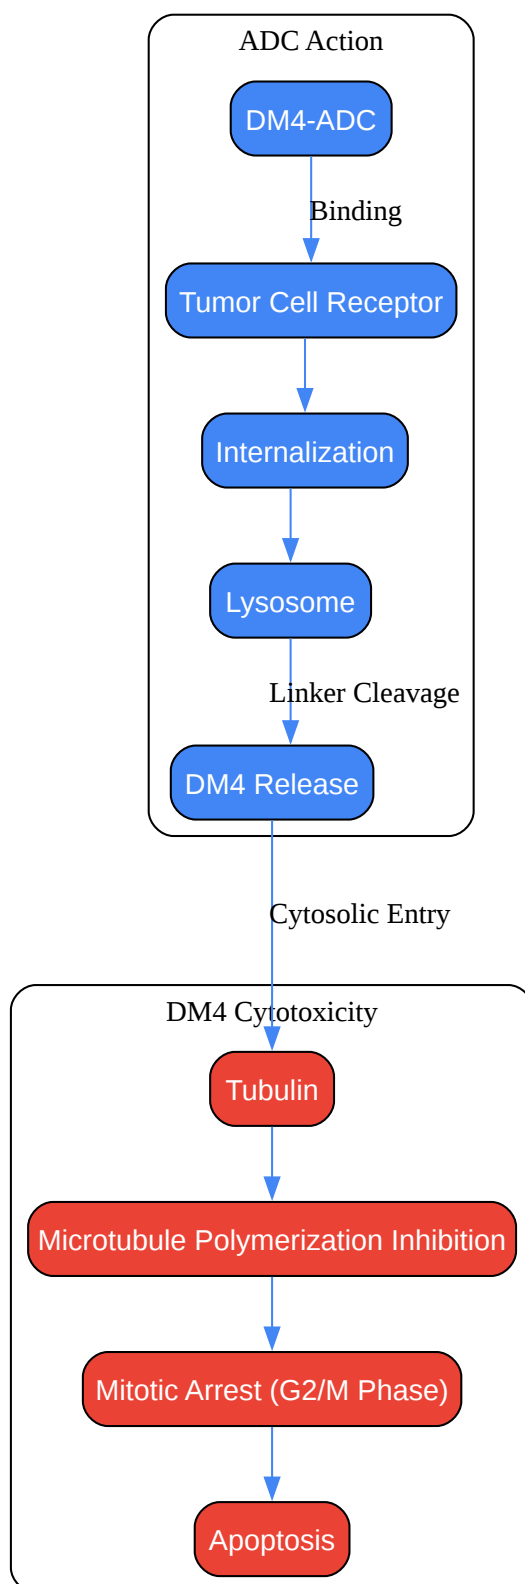 ADC Action
DM4-ADC
Binding
Tumor Cell Receptor
Internalization
Lysosome
Linker Cleavage
DM4 Release
Cytosolic Entry
DM4 Cytotoxicity
Tubulin
Microtubule Polymerization Inhibition
Mitotic Arrest (G2/M Phase)
Apoptosis